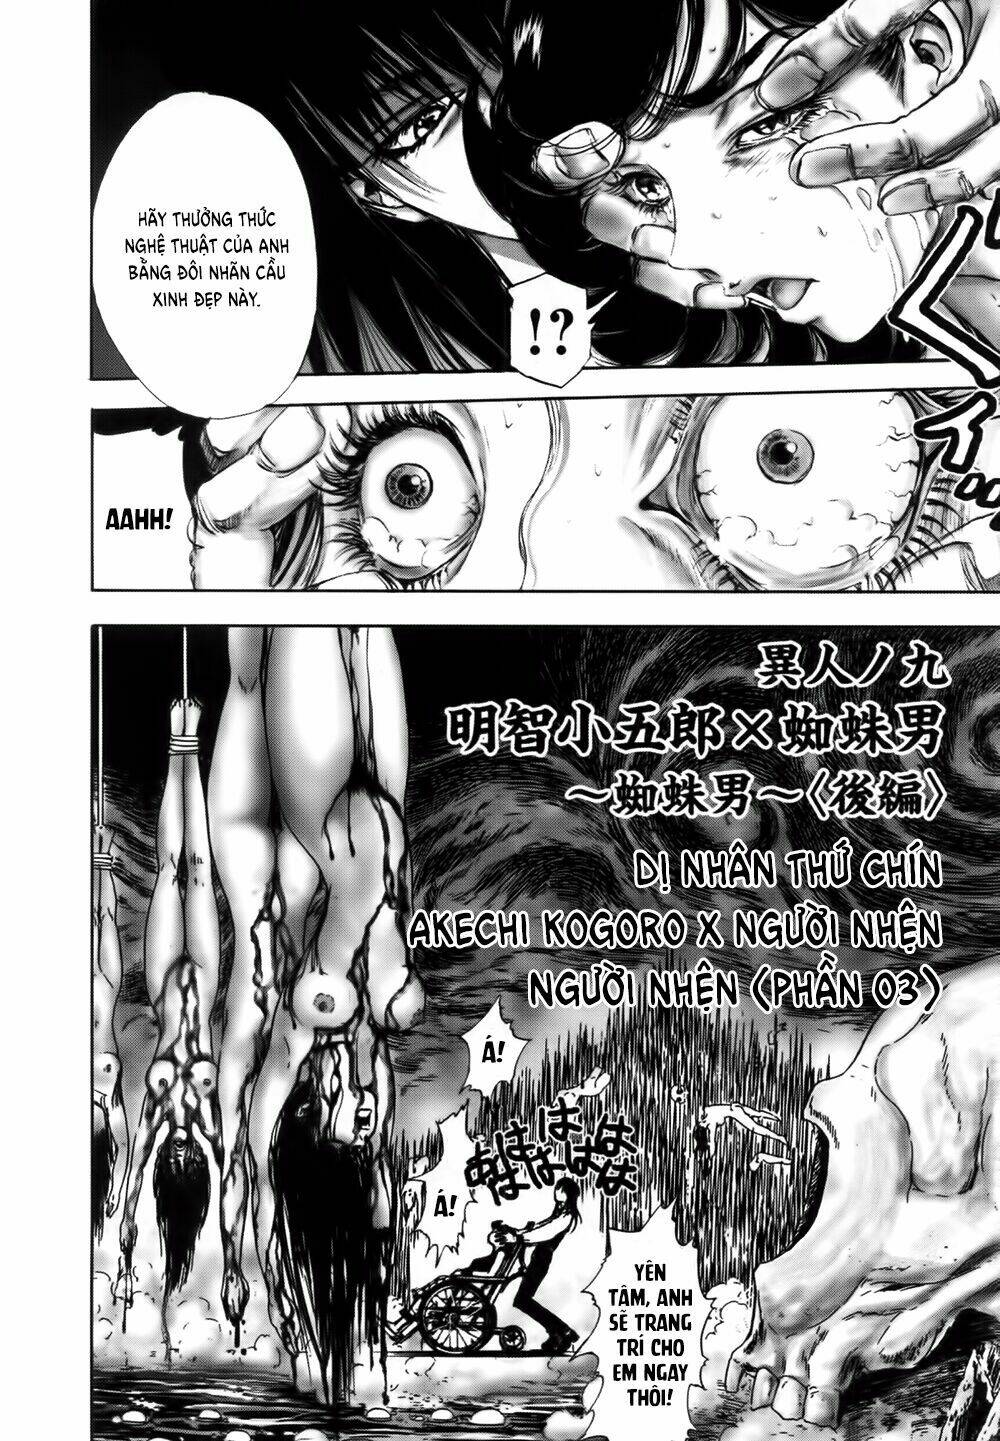 HÃY THƯỞNG THỨC
NGHỆ THUẬT CỦA ANH
BẰNG ĐÔI NHÃN CẦU
XINH ĐẸP NÀY.
!?
AAHH!
異人ノ九
明智小五郎×蜘蛛男
～蜘蛛男～〈後編〉
DỊ NHÂN THỨ CHÍN
AKECHI KOGORO X NGƯỜI NHỆN
NGƯỜI NHỆN <PHẦN 03>
Á!
Á!
あははははははは
YÊN
TÂM, ANH
SẼ TRANG
TRÍ CHO
EM NGAY
THÔI!